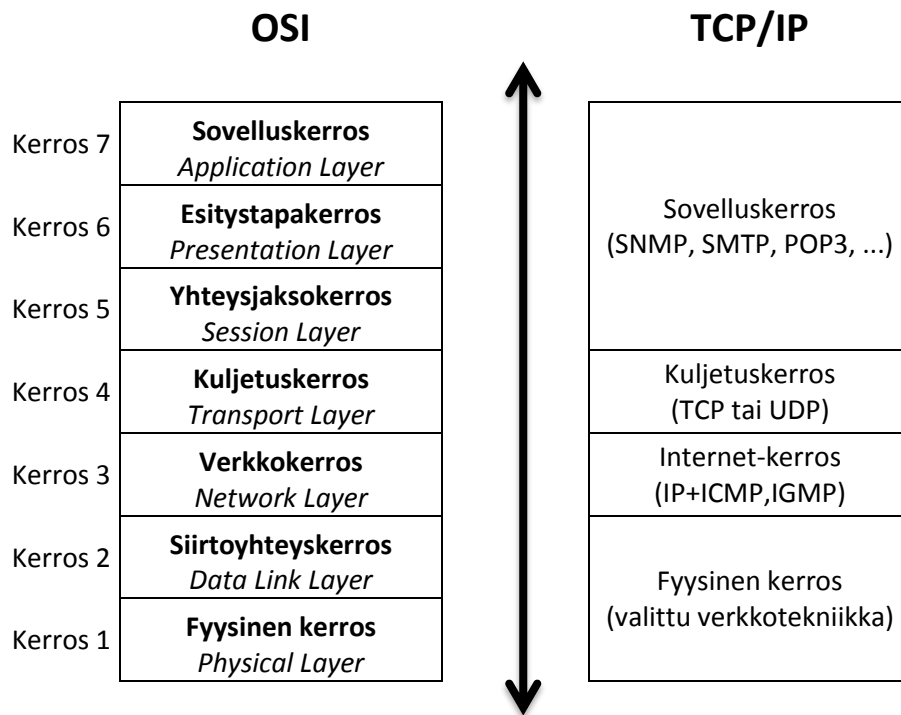 OSI
TCP/IP
Kerros 7
Sovelluskerros
Application Layer
Kerros 6
Esitystapakerros
Presentation Layer
Kerros 5
Yhteysjaksokerros
Session Layer
Kerros 4
Kuljetuskerros
Transport Layer
Kerros 3
Verkkokerros
Network Layer
Kerros 2
Siirtoyhteyskerros
Data Link Layer
Kerros 1
Fyysinen kerros
Physical Layer
Sovelluskerros
(SNMP, SMTP, POP3, ...)
Kuljetuskerros
(TCP tai UDP)
Internet-kerros
(IP+ICMP,IGMP)
Fyysinen kerros
(valittu verkkotekniikka)